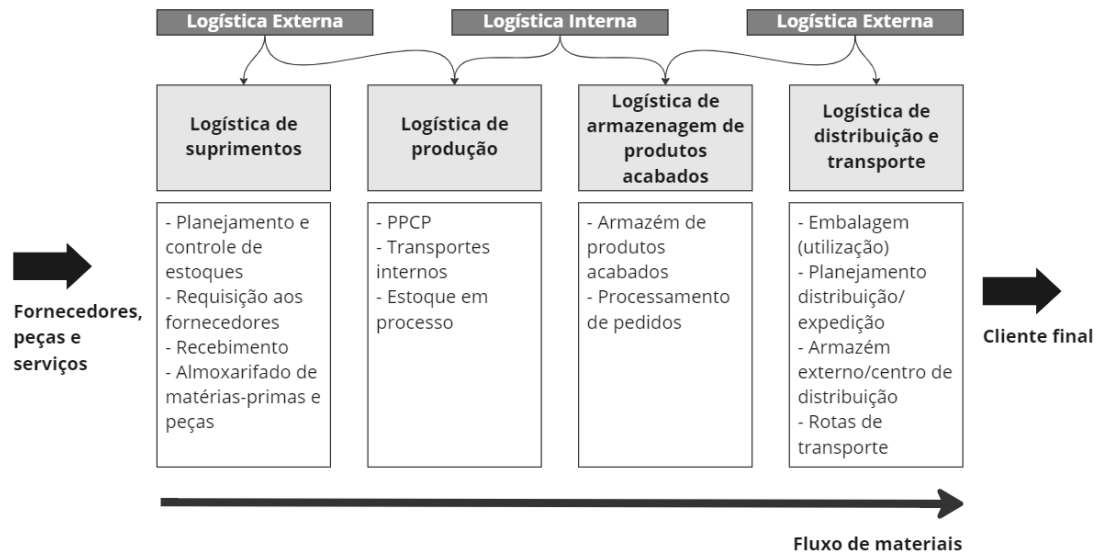 Logística Externa
Logística Interna
Logística Externa
Logística de
suprimentos
Logística de
produção
Logística de
armazenagem de
produtos
acabados
Logística de
distribuição e
transporte
Fornecedores,
peças e
serviços
- Planejamento e
controle de
estoques
- Requisição aos
fornecedores
- Recebimento
- Almoxarifado de
matérias-primas e
peças
- PPCP
- Transportes
internos
- Estoque em
processo
- Armazém de
produtos
acabados
- Processamento
de pedidos
- Embalagem
(utilização)
- Planejamento
distribuição/
expedição
- Armazém
externo/centro de
distribuição
- Rotas de
transporte
Cliente final
Fluxo de materiais